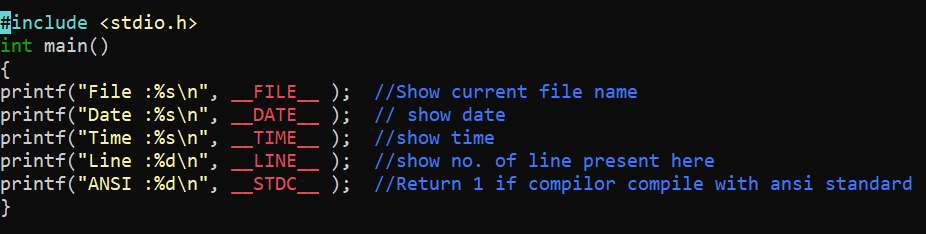 #include <stdio.h>
int main()
{
printf("File :%s\n", __FILE__ );  //Show current file name
printf("Date :%s\n", __DATE__ );  // show date
printf("Time :%s\n", __TIME__ );  //show time
printf("Line :%d\n", __LINE__ );  //show no. of line present here
printf("ANSI :%d\n", __STDC__ );  //Return 1 if compilor compile with ansi standard
}